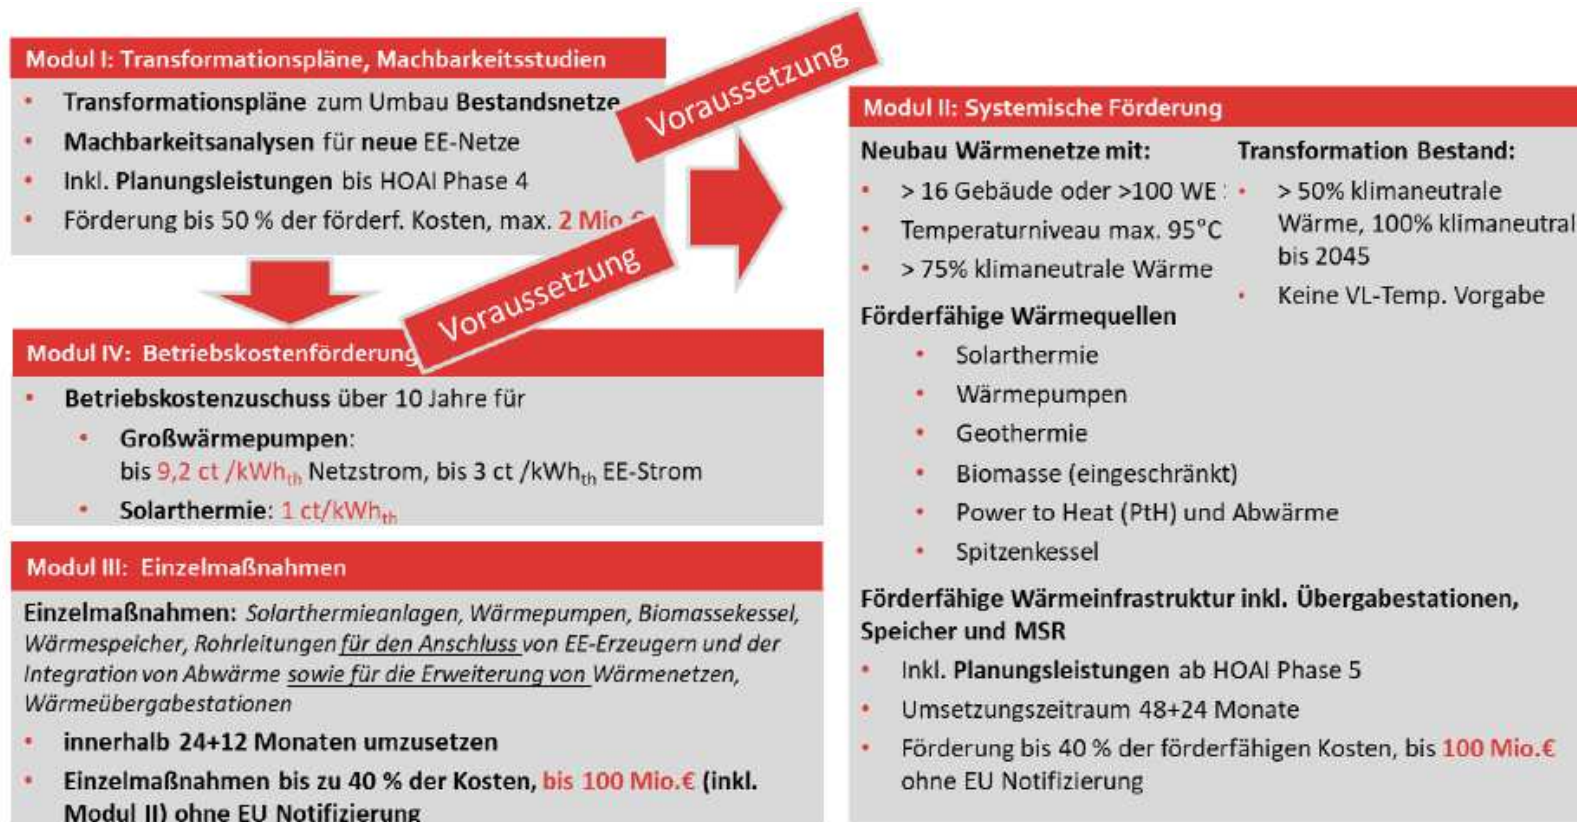 Modul I: Transformationspläne, Machbarkeitsstudien
• Transformationspläne zum Umbau Bestandsnetze
• Machbarkeitsanalysen für neue EE-Netze
• Inkl. Planungsleistungen bis HOAI Phase 4
• Förderung bis 50 % der förderf. Kosten, max. 2 Mio.€
Voraussetzung
Voraussetzung
Modul IV: Betriebskostenförderung
• Betriebskostenzuschuss über 10 Jahre für
• Großwärmepumpen:
bis 9,2 ct /kWhth Netzstrom, bis 3 ct /kWhth EE-Strom
• Solarthermie: 1 ct/kWhth
Modul III: Einzelmaßnahmen
Einzelmaßnahmen: Solarthermieanlagen, Wärmepumpen, Biomassekessel,
Wärmespeicher, Rohrleitungen für den Anschluss von EE-Erzeugern und der
Integration von Abwärme sowie für die Erweiterung von Wärmenetzen,
Wärmeübergabestationen
• innerhalb 24+12 Monaten umzusetzen
• Einzelmaßnahmen bis zu 40 % der Kosten, bis 100 Mio.€ (inkl.
Modul II) ohne EU Notifizierung
Modul II: Systemische Förderung
Neubau Wärmenetze mit:
• > 16 Gebäude oder >100 WE
• Temperaturniveau max. 95°C
• > 75% klimaneutrale Wärme
Transformation Bestand:
• > 50% klimaneutrale
Wärme, 100% klimaneutral
bis 2045
• Keine VL-Temp. Vorgabe
Förderfähige Wärmequellen
• Solarthermie
• Wärmepumpen
• Geothermie
• Biomasse (eingeschränkt)
• Power to Heat (PtH) und Abwärme
• Spitzenkessel
Förderfähige Wärmeinfrastruktur inkl. Übergabestationen,
Speicher und MSR
• Inkl. Planungsleistungen ab HOAI Phase 5
• Umsetzungszeitraum 48+24 Monate
• Förderung bis 40 % der förderfähigen Kosten, bis 100 Mio.€
ohne EU Notifizierung